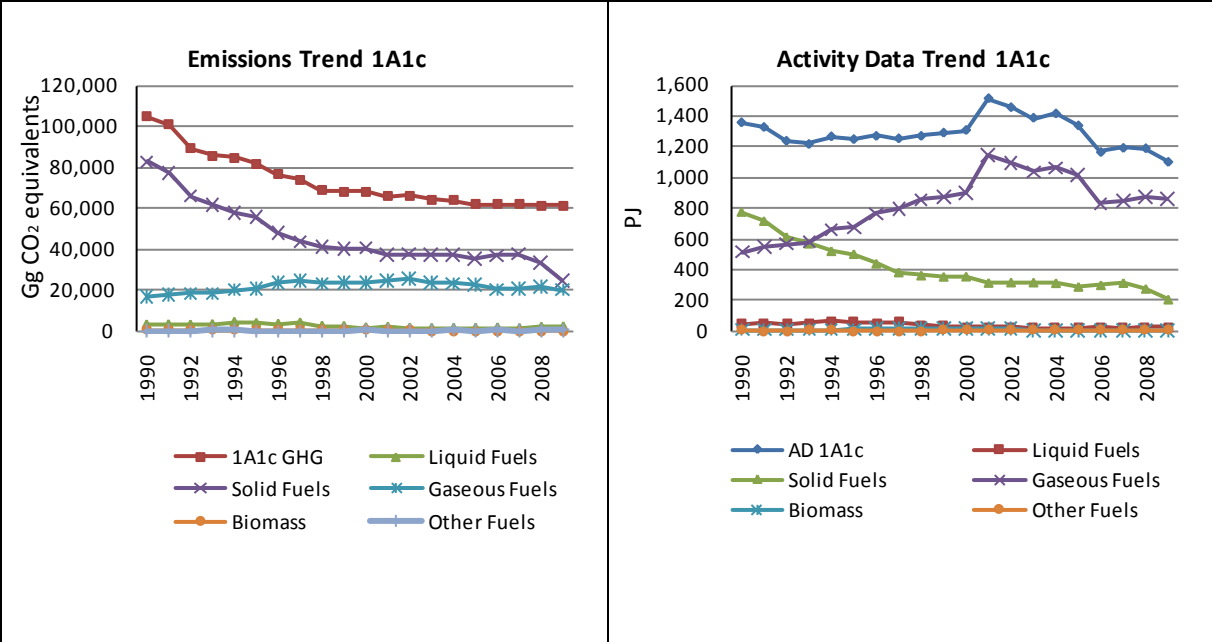 Emissions Trend 1A1c
Gg CO₂ equivalents
120,000
100,000
80,000
60,000
40,000
20,000
0
1990
1992
1994
1996
1998
2000
2002
2004
2006
2008
1A1c GHG
Liquid Fuels
Solid Fuels
Gaseous Fuels
Biomass
Other Fuels
Activity Data Trend 1A1c
PJ
1,600
1,400
1,200
1,000
800
600
400
200
0
1990
1992
1994
1996
1998
2000
2002
2004
2006
2008
AD 1A1c
Liquid Fuels
Solid Fuels
Gaseous Fuels
Biomass
Other Fuels